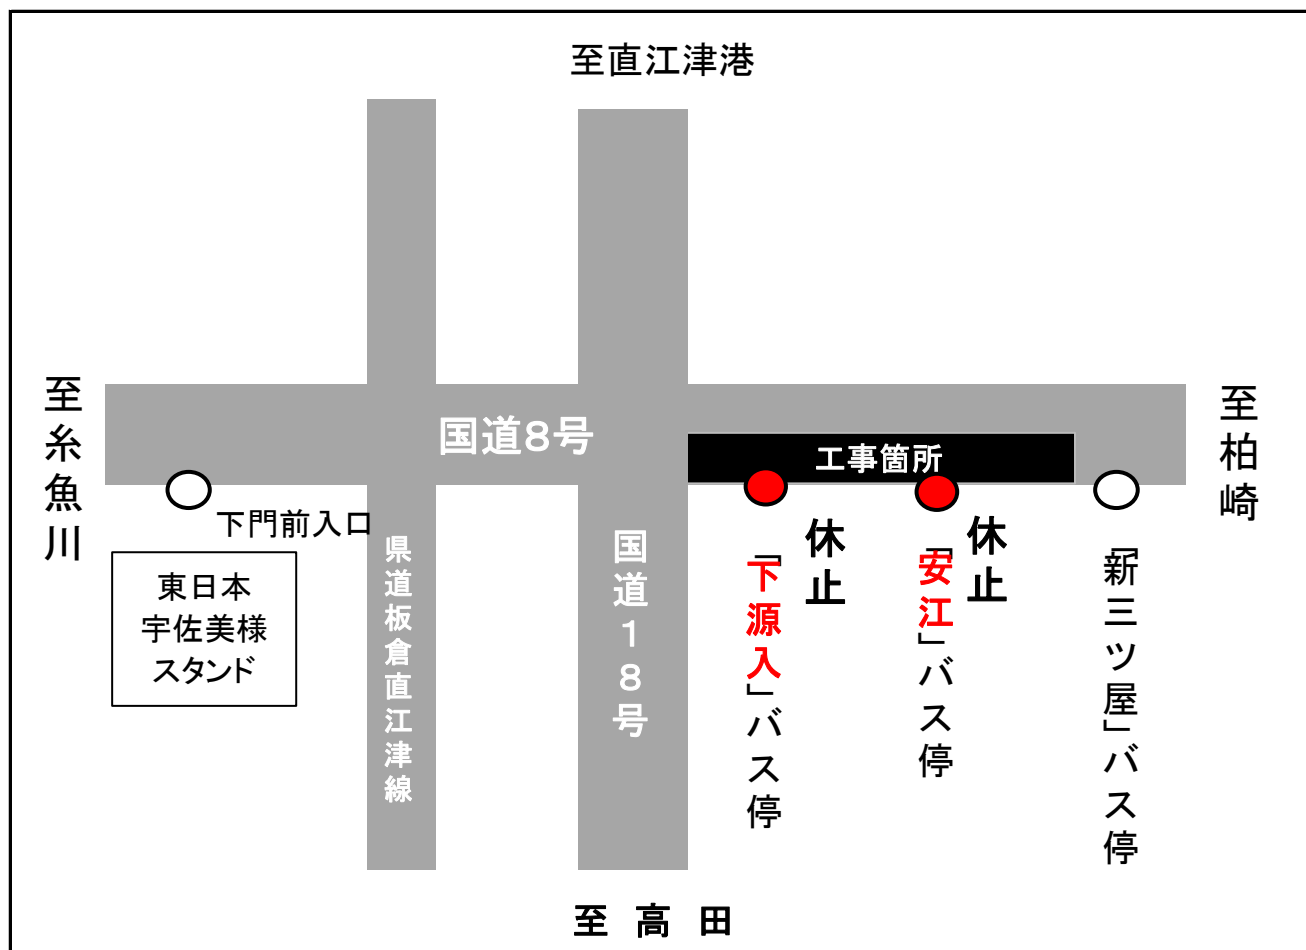 至直江津港
至糸魚川
国道8号
至柏崎
工事箇所
下門前入口
東日本
宇佐美様
スタンド
県道板倉直江津線
国道18号
休止
「下源入」バス停
休止
「安江」バス停
「新三ツ屋」バス停
至高田